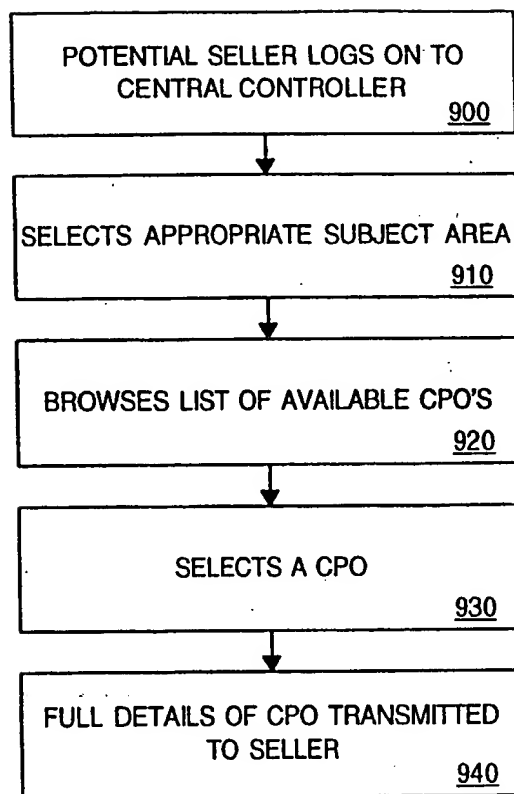 POTENTIAL SELLER LOGS ON TO
CENTRAL CONTROLLER
900
SELECTS APPROPRIATE SUBJECT AREA
910
BROWSES LIST OF AVAILABLE CPO'S
920
SELECTS A CPO
930
FULL DETAILS OF CPO TRANSMITTED
TO SELLER
940